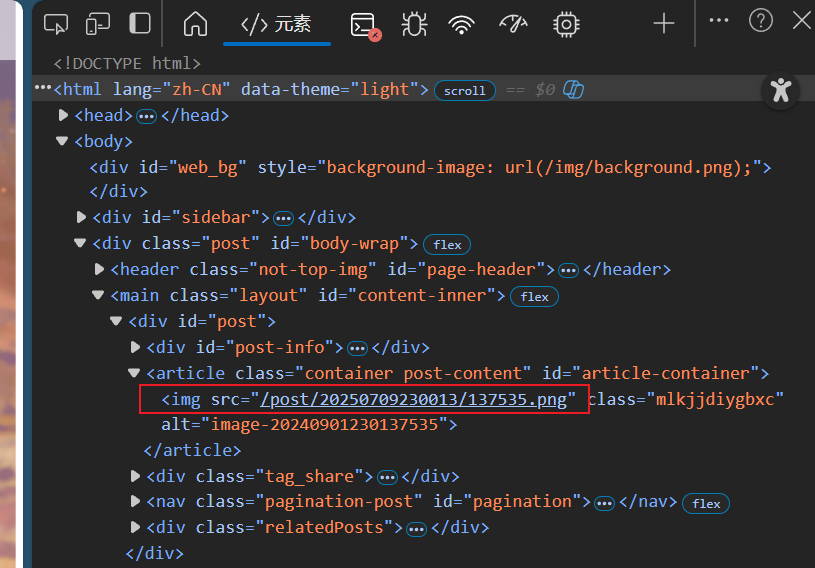 </> 元素
<!DOCTYPE html>
···<html lang="zh-CN" data-theme="light"> scroll == $0
<head>···</head>
<body>
<div id="web_bg" style="background-image: url(/img/background.png);">
</div>
<div id="sidebar">···</div>
<div class="post" id="body-wrap"> flex
<header class="not-top-img" id="page-header">···</header>
<main class="layout" id="content-inner"> flex
<div id="post">
<div id="post-info">···</div>
<article class="container post-content" id="article-container">
<img src="/post/20250709230013/137535.png" class="mlkjjdiygbxc"
alt="image-20240901230137535">
</article>
<div class="tag_share">···</div>
<nav class="pagination-post" id="pagination">···</nav> flex
<div class="relatedPosts">···</div>
</div>